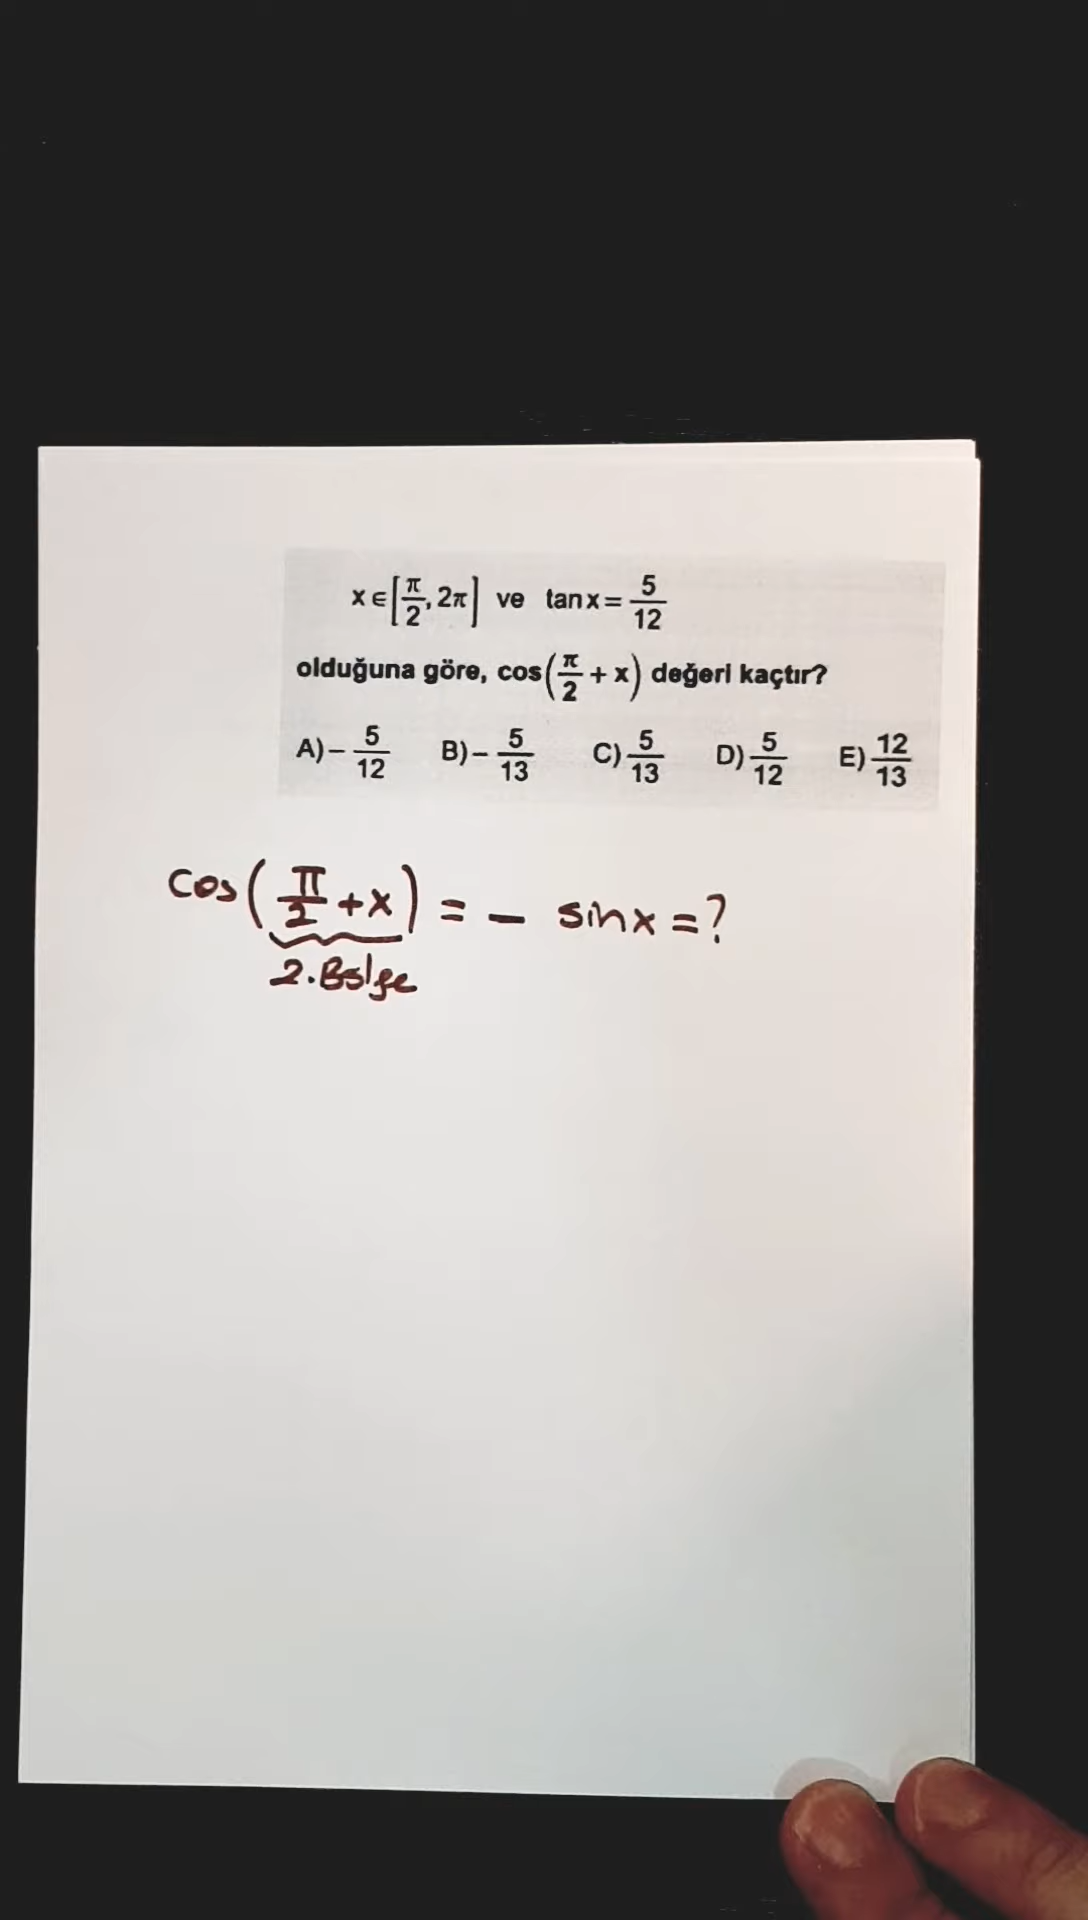 x ∈ [π/2, 2π] ve tan x = 5/12
olduğuna göre, cos(π/2 + x) değeri kaçtır?
A) - 5/12 B) - 5/13 C) 5/13 D) 5/12 E) 12/13
cos(π/2 + x) = - sinx = ?
2. Bölge